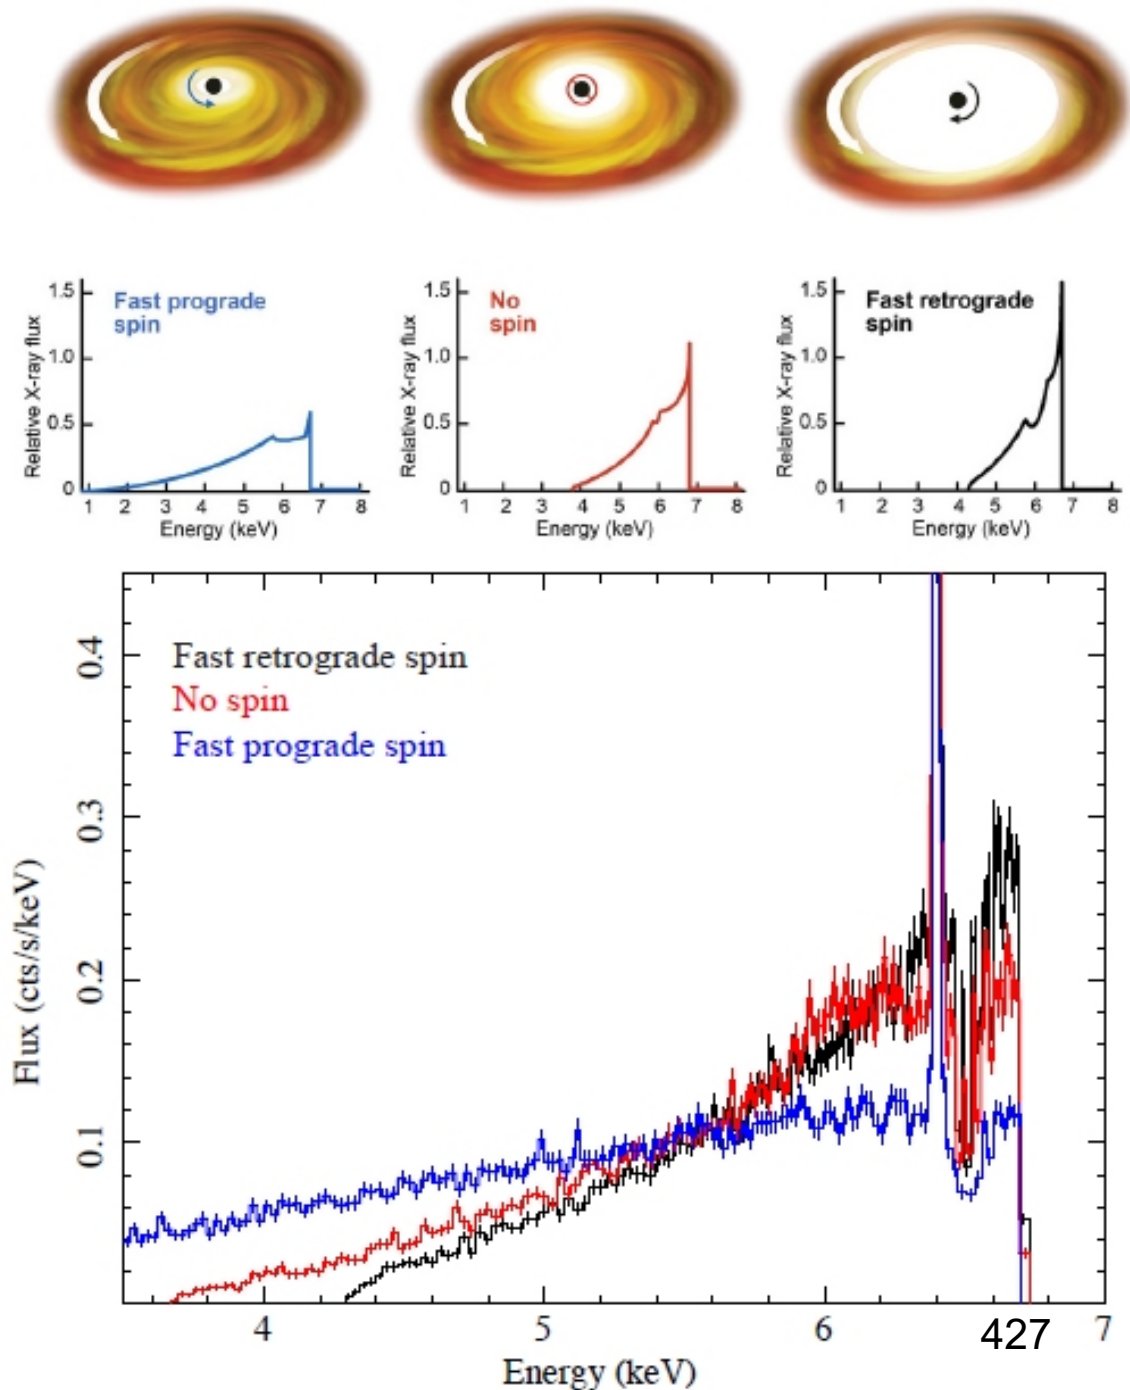 Fast prograde
spin
Relative X-ray flux
1.5
1.0
0.5
0
1 2 3 4 5 6 7 8
Energy (keV)
No
spin
Relative X-ray flux
1.5
1.0
0.5
0
1 2 3 4 5 6 7 8
Energy (keV)
Fast retrograde
spin
Relative X-ray flux
1.5
1.0
0.5
0
1 2 3 4 5 6 7 8
Energy (keV)
Fast retrograde spin
No spin
Fast prograde spin
Flux (cts/s/keV)
0.4
0.3
0.2
0.1
4 5 6 7
427
Energy (keV)